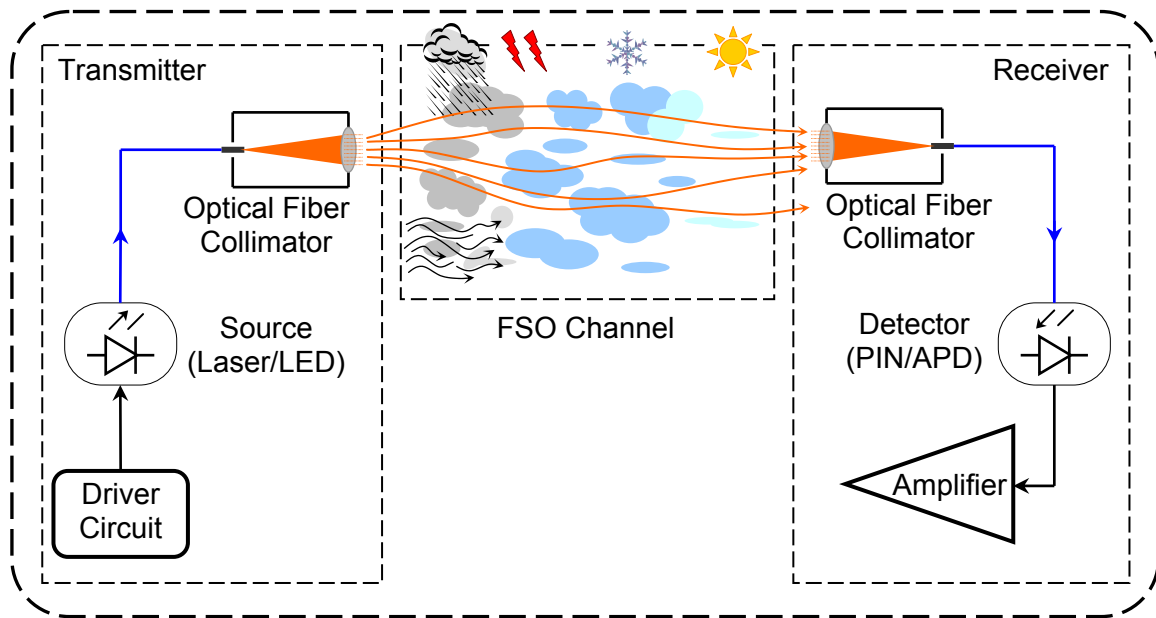 Transmitter
Optical Fiber
Collimator
Source
(Laser/LED)
Driver
Circuit
FSO Channel
Receiver
Optical Fiber
Collimator
Detector
(PIN/APD)
Amplifier